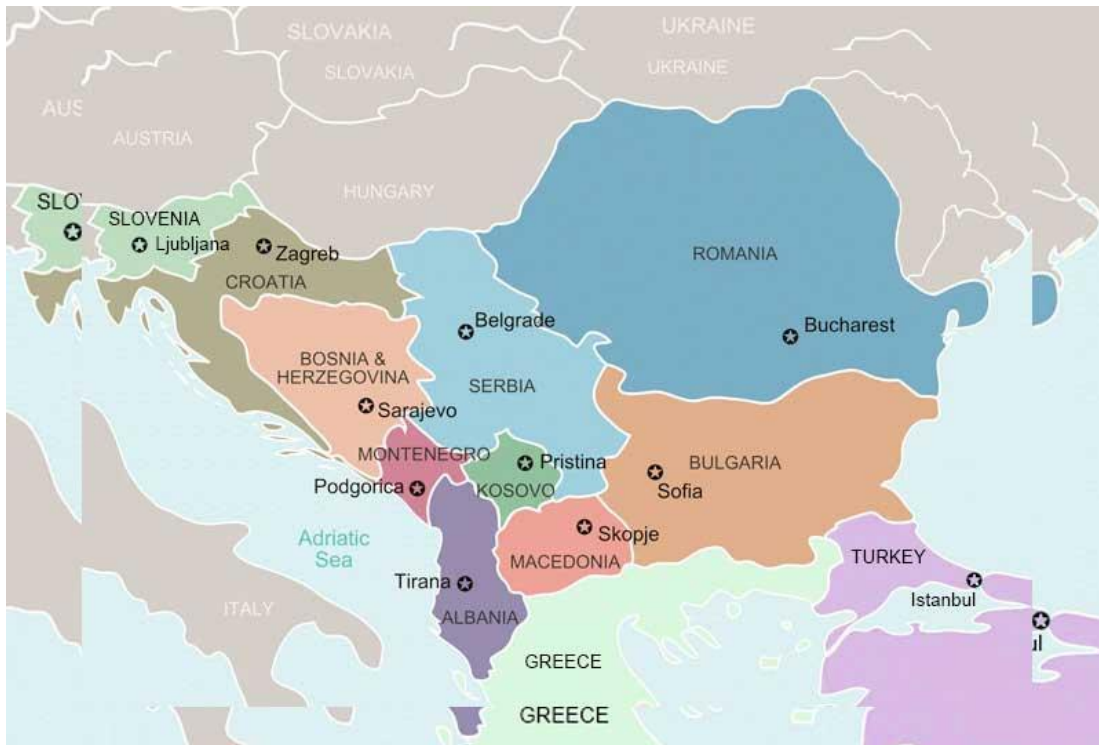 SLOVAKIA
UKRAINE
SLOVAKIA
UKRAINE
AUS
AUSTRIA
HUNGARY
SLO
SLOVENIA
Ljubljana
Zagreb
CROATIA
ROMANIA
Belgrade
Bucharest
BOSNIA &
HERZEGOVINA
SERBIA
Sarajevo
MONTENEGRO
Pristina
BULGARIA
Podgorica
KOSOVO
Sofia
Adriatic
Sea
Skopje
MACEDONIA
TURKEY
Tirana
Istanbul
ITALY
ALBANIA
ul
GREECE
GREECE